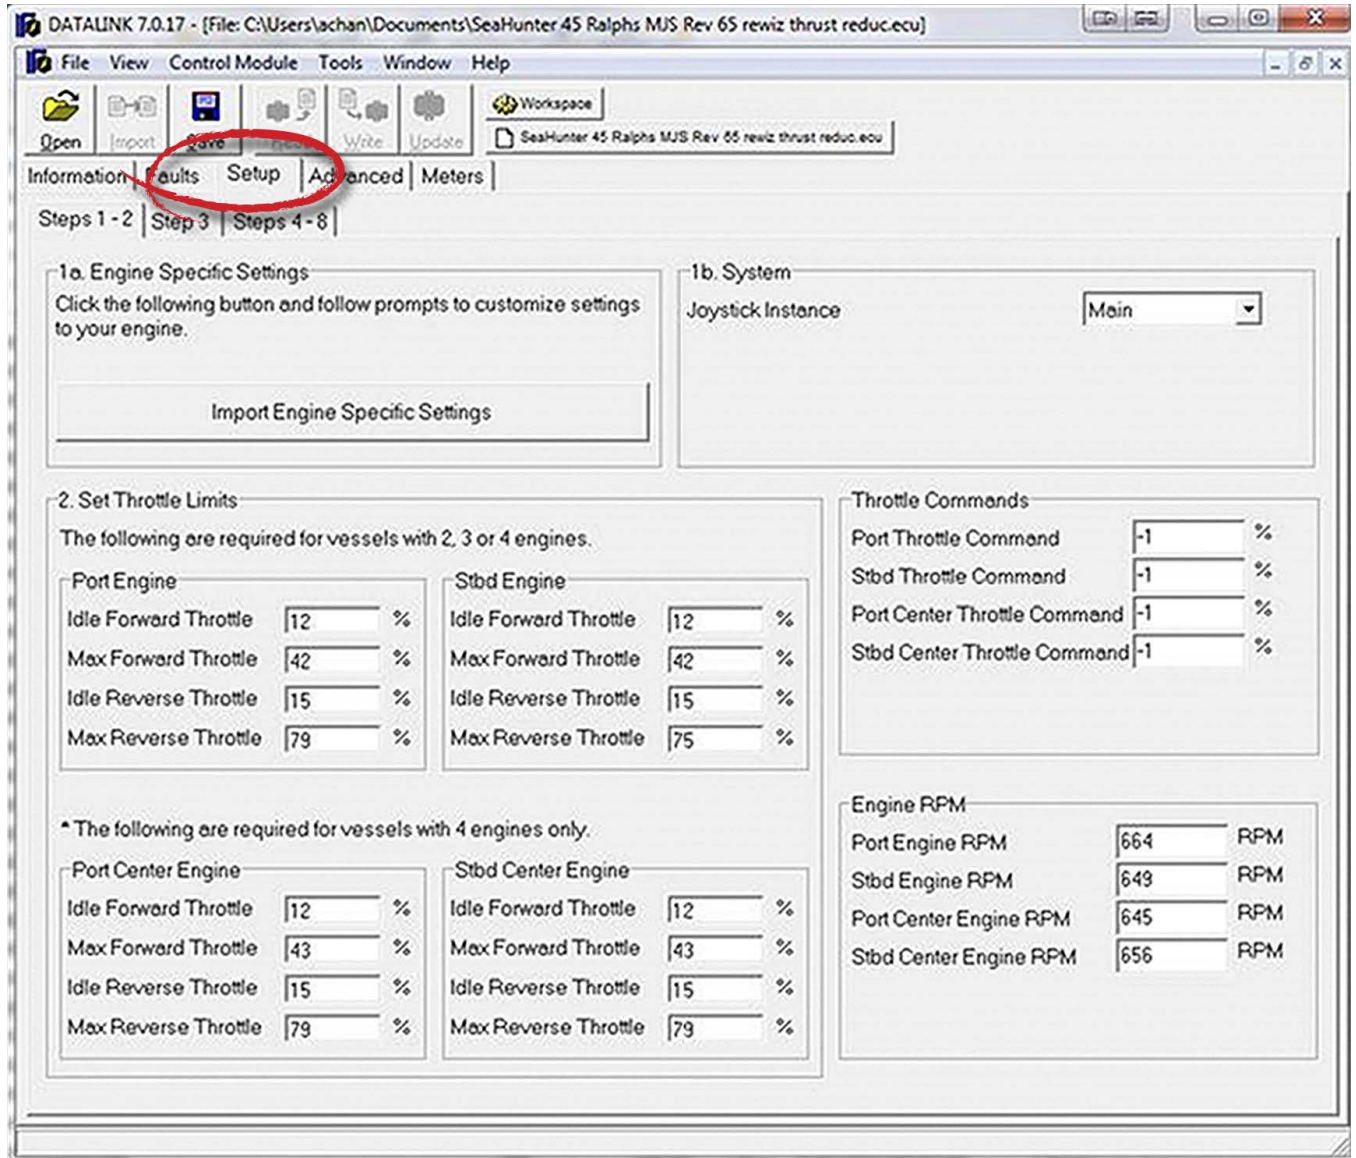 DATALINK 7.0.17 - [File: C:\Users\achan\Documents\SeaHunter 45 Ralphs MJS Rev 65 rewiz thrust reduc.ecu]
File View Control Module Tools Window Help
Workspace
Open Import Save Write Update SeaHunter 45 Ralphs MJS Rev 65 rewiz thrust reduc.ecu
Information Faults Setup Advanced Meters
Steps 1 - 2 Step 3 Steps 4 - 8
1a. Engine Specific Settings
Click the following button and follow prompts to customize settings
to your engine.
Import Engine Specific Settings
1b. System
Joystick Instance Main
2. Set Throttle Limits
The following are required for vessels with 2, 3 or 4 engines.
Port Engine
Idle Forward Throttle 12 %
Max Forward Throttle 42 %
Idle Reverse Throttle 15 %
Max Reverse Throttle 79 %
Stbd Engine
Idle Forward Throttle 12 %
Max Forward Throttle 42 %
Idle Reverse Throttle 15 %
Max Reverse Throttle 75 %
* The following are required for vessels with 4 engines only.
Port Center Engine
Idle Forward Throttle 12 %
Max Forward Throttle 43 %
Idle Reverse Throttle 15 %
Max Reverse Throttle 79 %
Stbd Center Engine
Idle Forward Throttle 12 %
Max Forward Throttle 43 %
Idle Reverse Throttle 15 %
Max Reverse Throttle 79 %
Throttle Commands
Port Throttle Command -1 %
Stbd Throttle Command -1 %
Port Center Throttle Command -1 %
Stbd Center Throttle Command -1 %
Engine RPM
Port Engine RPM 664 RPM
Stbd Engine RPM 649 RPM
Port Center Engine RPM 645 RPM
Stbd Center Engine RPM 656 RPM